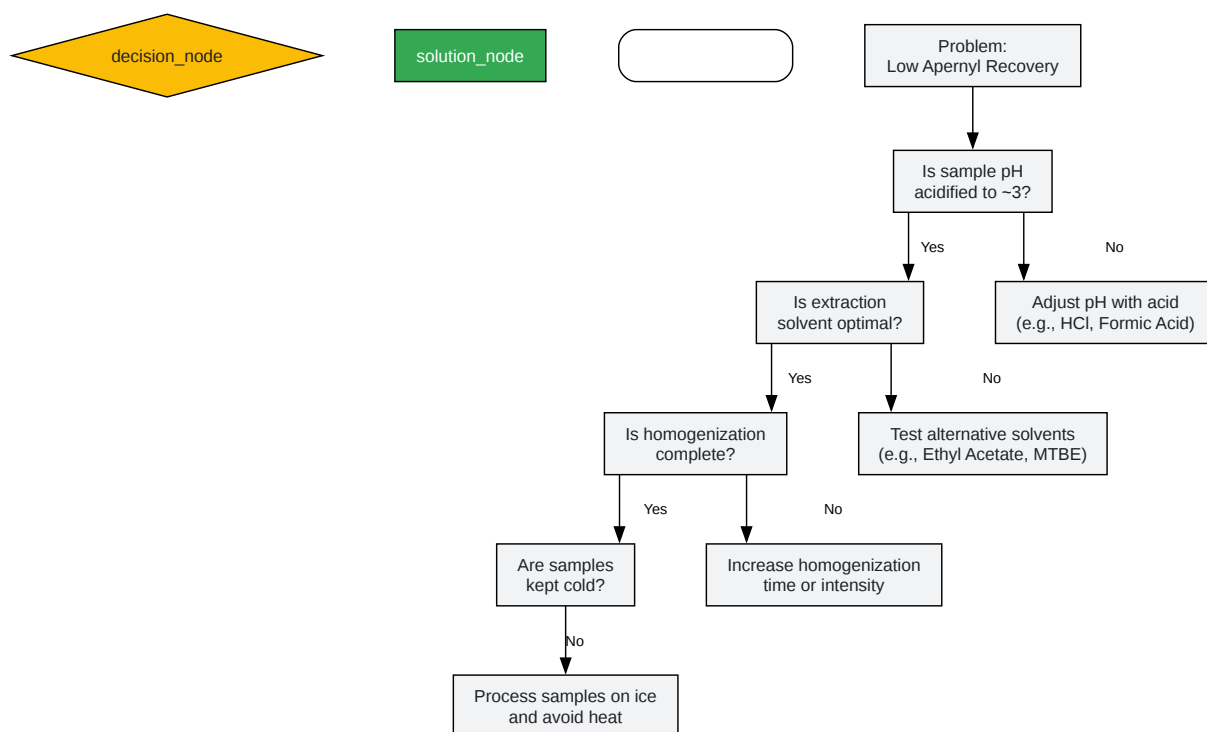 decision_node
solution_node
Problem:
Low Apernyl Recovery
Is sample pH
acidified to ~3?
Yes
No
Is extraction
solvent optimal?
Adjust pH with acid
(e.g., HCl, Formic Acid)
Yes
No
Is homogenization
complete?
Test alternative solvents
(e.g., Ethyl Acetate, MTBE)
Yes
No
Are samples
kept cold?
Increase homogenization
time or intensity
No
Process samples on ice
and avoid heat